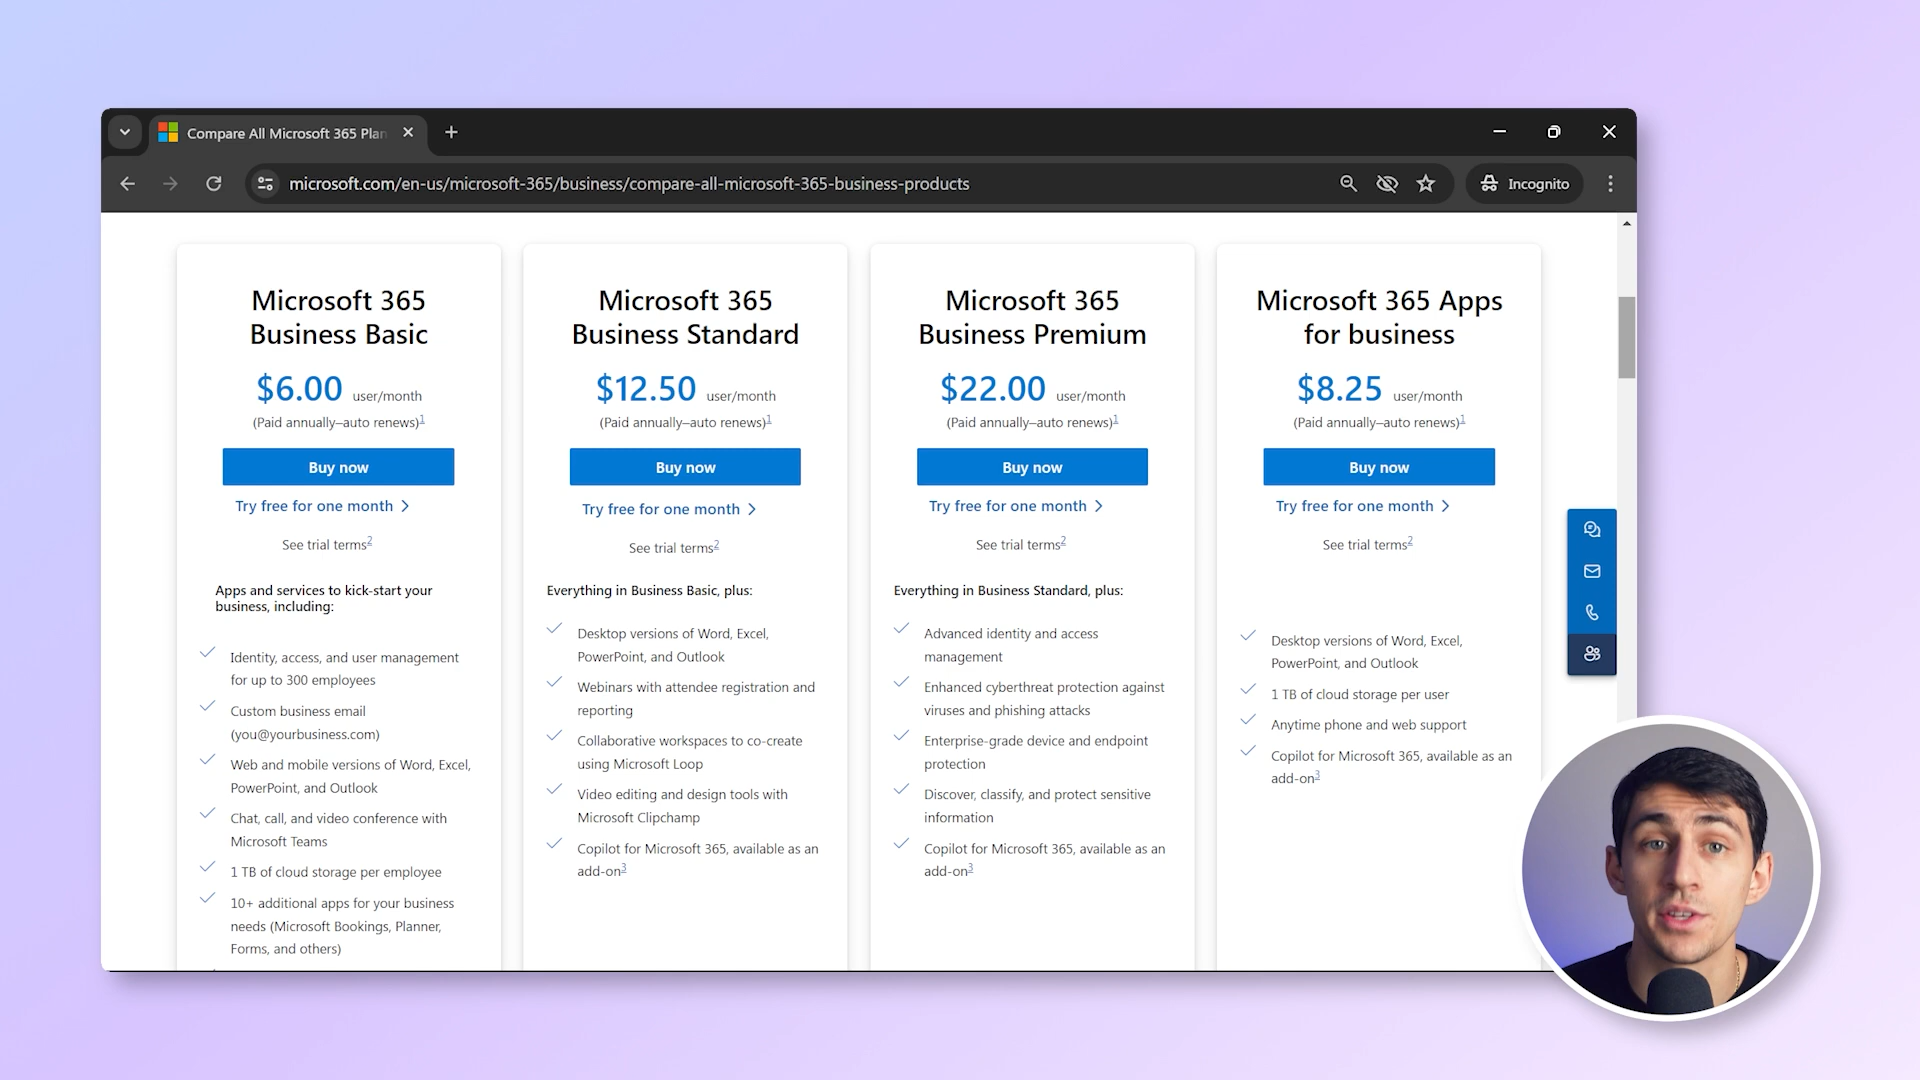 Compare All Microsoft 365 Plan
microsoft.com/en-us/microsoft-365/business/compare-all-microsoft-365-business-products
Incognito
Microsoft 365
Business Basic
$6.00 user/month
(Paid annually–auto renews)1
Buy now
Try free for one month
See trial terms2
Apps and services to kick-start your
business, including:
Identity, access, and user management
for up to 300 employees
Custom business email
(you@yourbusiness.com)
Web and mobile versions of Word, Excel,
PowerPoint, and Outlook
Chat, call, and video conference with
Microsoft Teams
1 TB of cloud storage per employee
10+ additional apps for your business
needs (Microsoft Bookings, Planner,
Forms, and others)
Microsoft 365
Business Standard
$12.50 user/month
(Paid annually–auto renews)1
Buy now
Try free for one month
See trial terms2
Everything in Business Basic, plus:
Desktop versions of Word, Excel,
PowerPoint, and Outlook
Webinars with attendee registration and
reporting
Collaborative workspaces to co-create
using Microsoft Loop
Video editing and design tools with
Microsoft Clipchamp
Copilot for Microsoft 365, available as an
add-on3
Microsoft 365
Business Premium
$22.00 user/month
(Paid annually–auto renews)1
Buy now
Try free for one month
See trial terms2
Everything in Business Standard, plus:
Advanced identity and access
management
Enhanced cyberthreat protection against
viruses and phishing attacks
Enterprise-grade device and endpoint
protection
Discover, classify, and protect sensitive
information
Copilot for Microsoft 365, available as an
add-on3
Microsoft 365 Apps
for business
$8.25 user/month
(Paid annually–auto renews)1
Buy now
Try free for one month
See trial terms2
Desktop versions of Word, Excel,
PowerPoint, and Outlook
1 TB of cloud storage per user
Anytime phone and web support
Copilot for Microsoft 365, available as an
add-on3